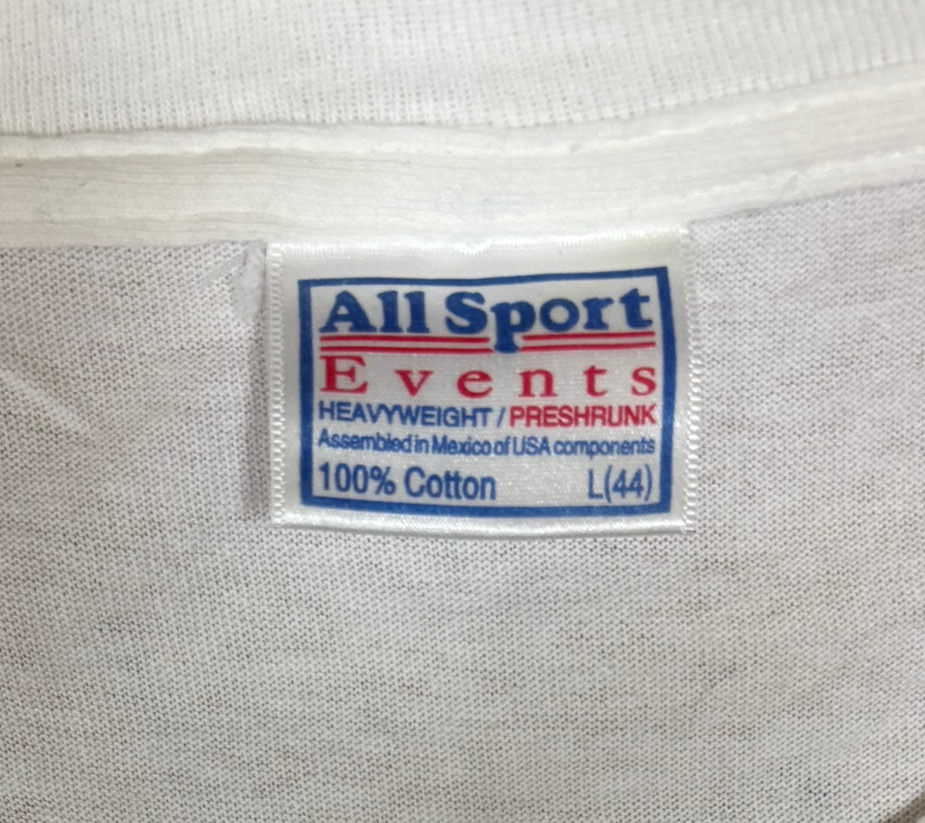 All Sport
Events
HEAVYWEIGHT / PRESHRUNK
Assembled in Mexico of USA components
100% Cotton L(44)